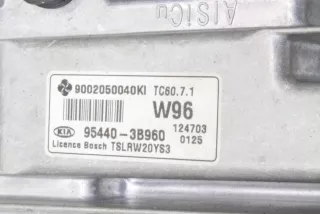 AlSiCu
9002050040KI TC60.7.1
W96
KIA 95440-3B960 124703
Licence Bosch TSLRW20YS3 0125